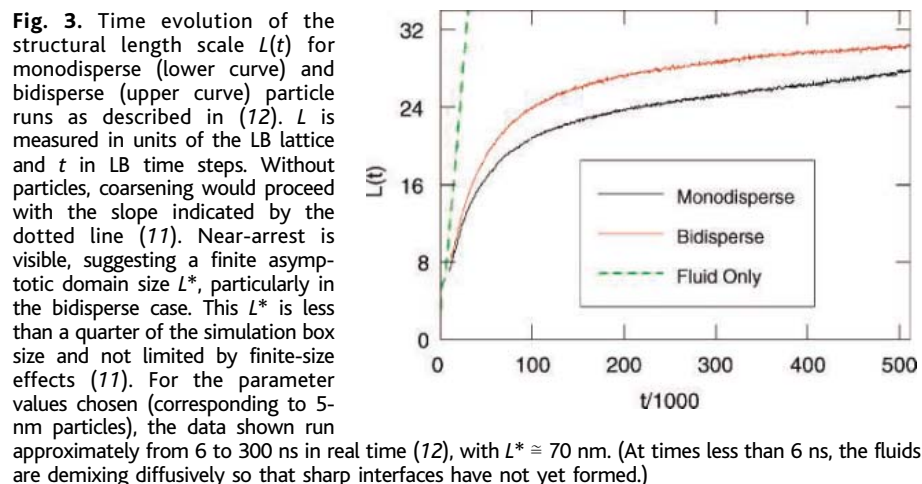 Fig. 3. Time evolution of the
structural length scale L(t) for
monodisperse (lower curve) and
bidisperse (upper curve) particle
runs as described in (12). L is
measured in units of the LB lattice
and t in LB time steps. Without
particles, coarsening would proceed
with the slope indicated by the
dotted line (11). Near-arrest is
visible, suggesting a finite asymp-
totic domain size L*, particularly in
the bidisperse case. This L* is less
than a quarter of the simulation box
size and not limited by finite-size
effects (11). For the parameter
values chosen (corresponding to 5-
nm particles), the data shown run
approximately from 6 to 300 ns in real time (12), with L* ≅ 70 nm. (At times less than 6 ns, the fluids
are demixing diffusively so that sharp interfaces have not yet formed.)
32
24
16
8
0
L(t)
Monodisperse
Bidisperse
Fluid Only
0 100 200 300 400 500
t/1000